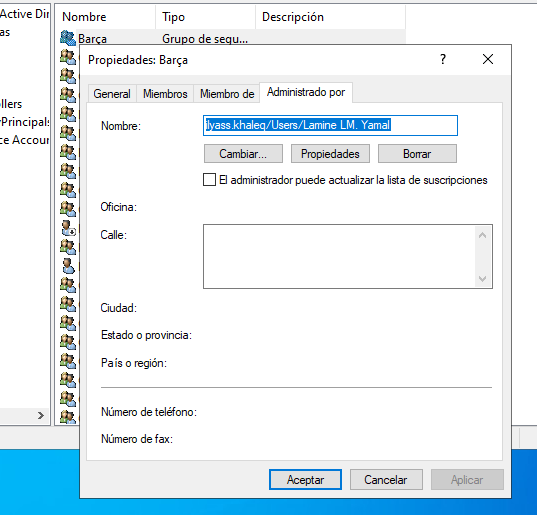 Active Dir
as
llers
Principals
ce Accour
Nombre Tipo Descripción
Barça Grupo de segu...
Propiedades: Barça
General Miembros Miembro de Administrado por
Nombre: ilyass.khaleq/Users/Lamine LM. Yamal
Cambiar... Propiedades Borrar
El administrador puede actualizar la lista de suscripciones
Oficina:
Calle:
Ciudad:
Estado o provincia:
País o región:
Número de teléfono:
Número de fax:
Aceptar Cancelar Aplicar